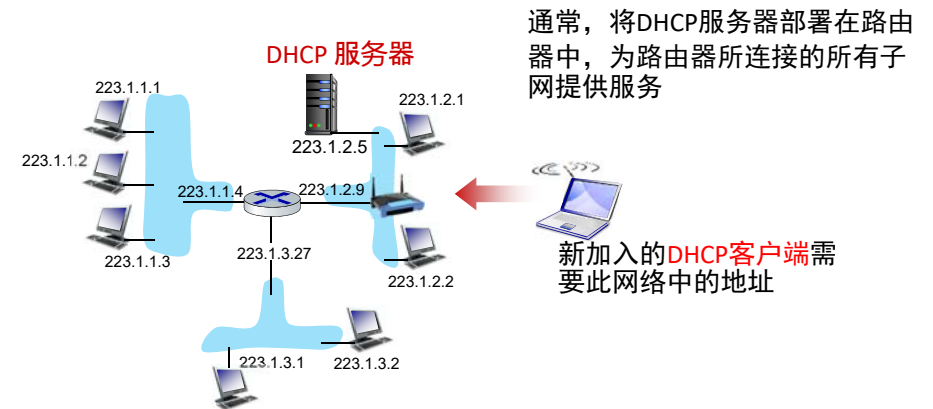 通常，将DHCP服务器部署在路由
器中，为路由器所连接的所有子
网提供服务
DHCP 服务器
223.1.1.1
223.1.2.1
223.1.2.5
223.1.1.2
223.1.1.4
223.1.2.9
223.1.1.3
223.1.3.27
223.1.2.2
新加入的DHCP客户端需
要此网络中的地址
223.1.3.1
223.1.3.2